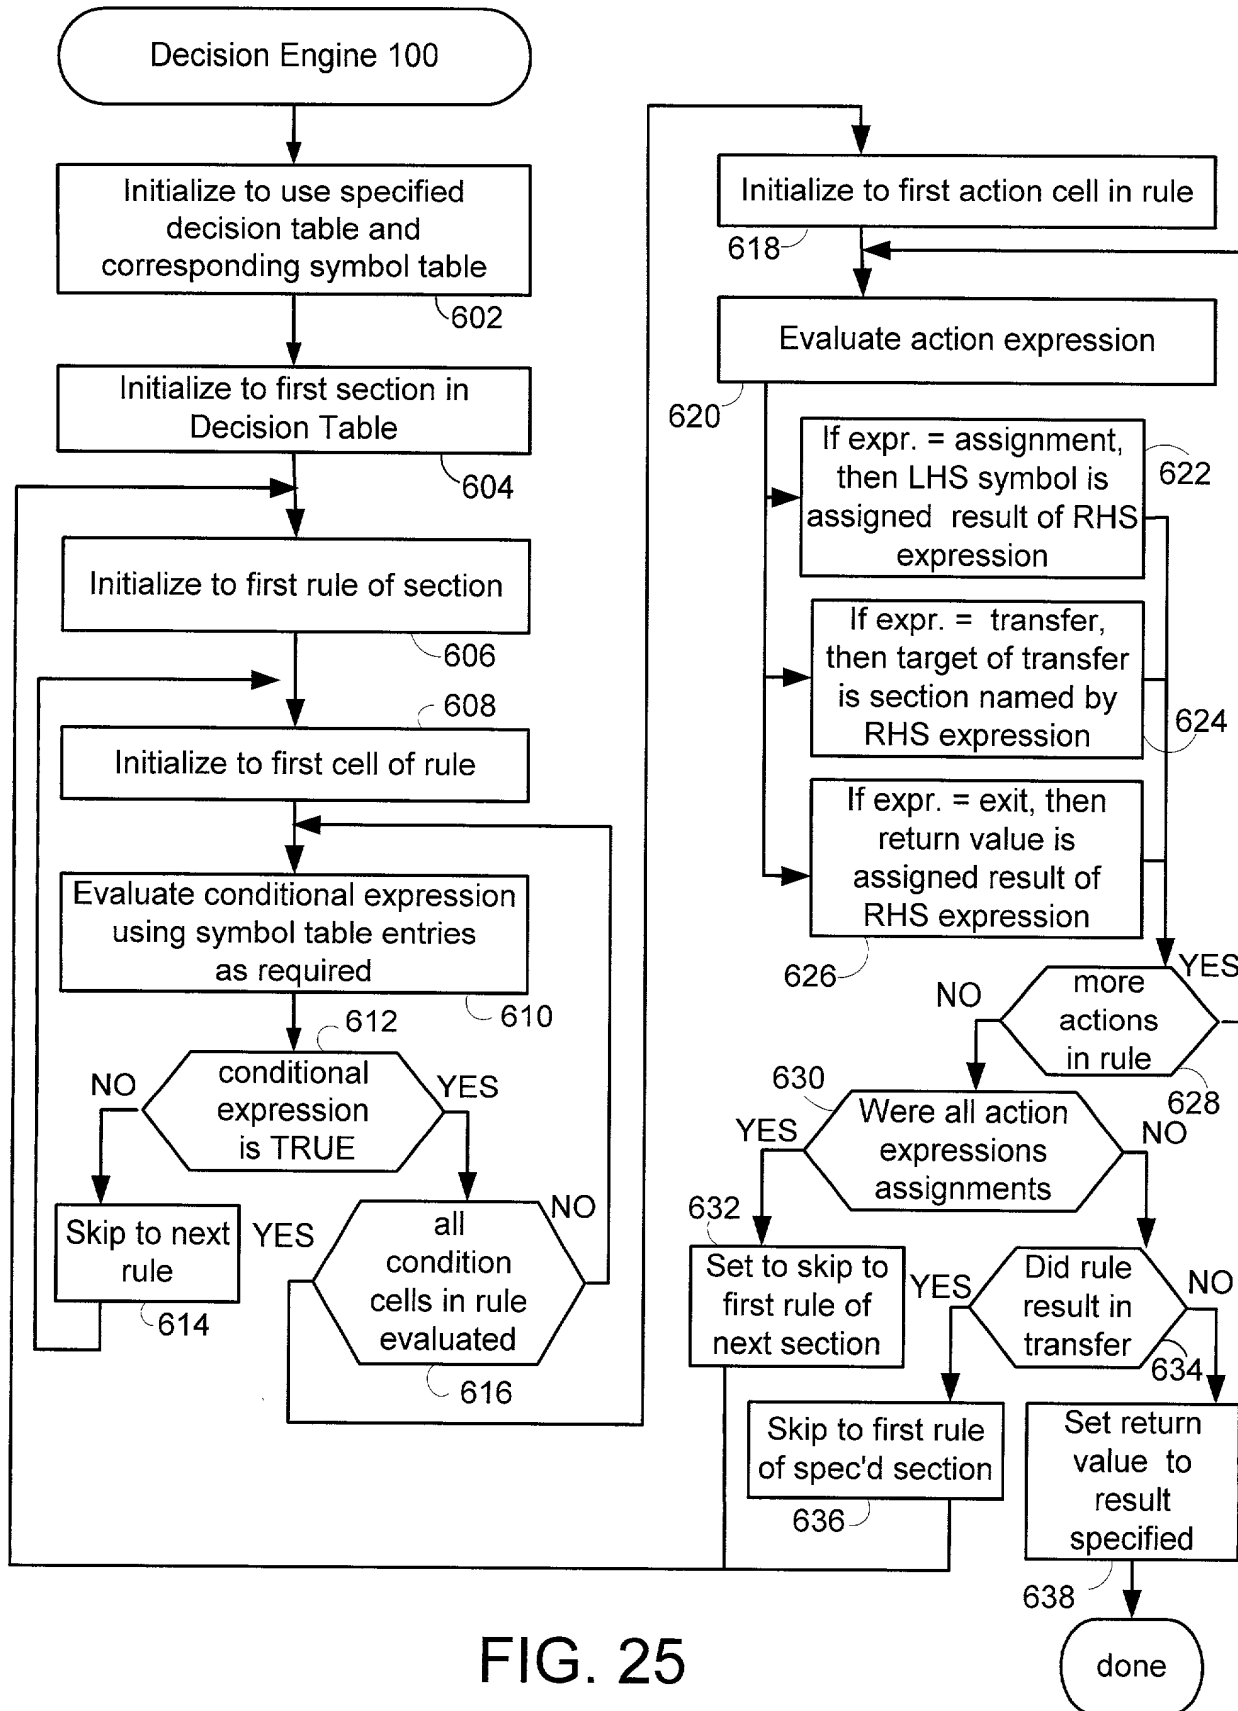 Decision Engine 100
Initialize to use specified
decision table and
corresponding symbol table
602
Initialize to first section in
Decision Table
604
Initialize to first rule of section
606
608
Initialize to first cell of rule
Evaluate conditional expression
using symbol table entries
as required
610
612
conditional
expression
is TRUE
NO
YES
Skip to next
rule
614
YES
all
condition
cells in rule
evaluated
NO
616
Initialize to first action cell in rule
618
Evaluate action expression
620
If expr. = assignment,
then LHS symbol is
assigned result of RHS
expression
622
If expr. = transfer,
then target of transfer
is section named by
RHS expression
624
If expr. = exit, then
return value is
assigned result of
RHS expression
626
YES
NO
more
actions
in rule
628
630
Were all action
expressions
assignments
YES
NO
632
Set to skip to
first rule of
next section
YES
Did rule
result in
transfer
NO
634
Skip to first rule
of spec'd section
636
Set return
value to
result
specified
638
done
FIG. 25